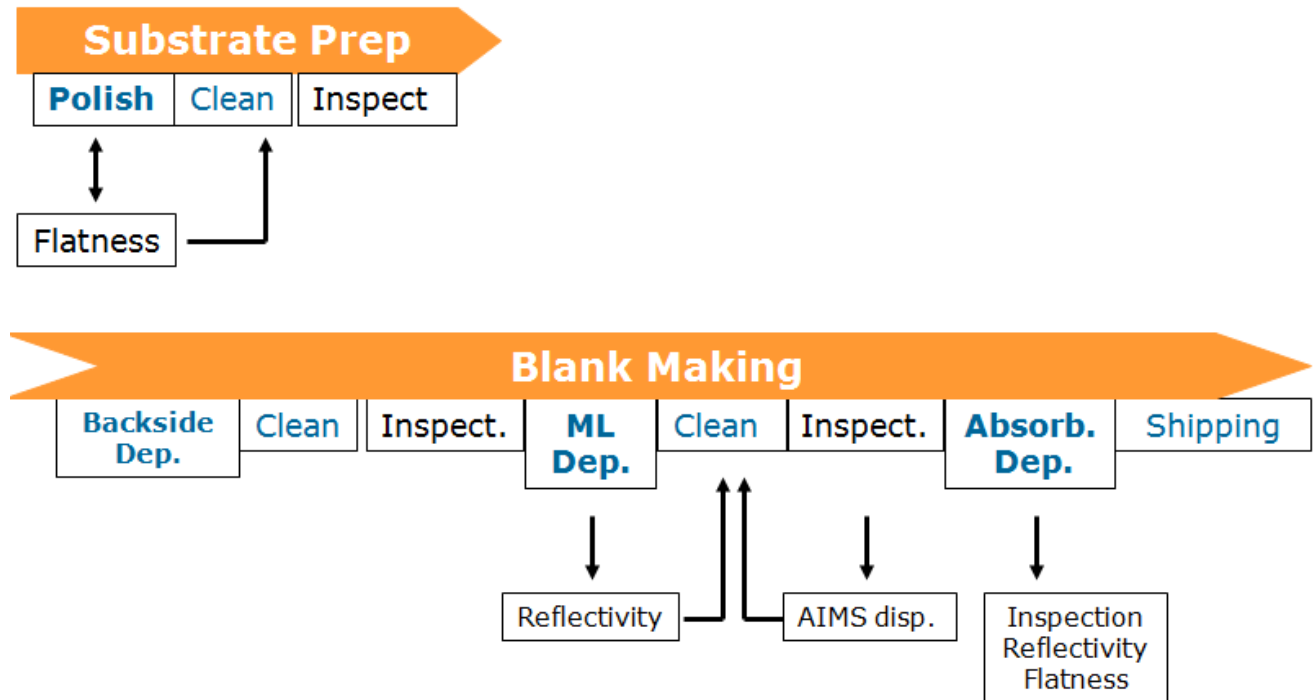 Substrate Prep
Polish Clean Inspect
Flatness
Blank Making
Backside Dep. Clean Inspect. ML Dep. Clean Inspect. Absorb. Dep. Shipping
Reflectivity
AIMS disp.
Inspection
Reflectivity
Flatness